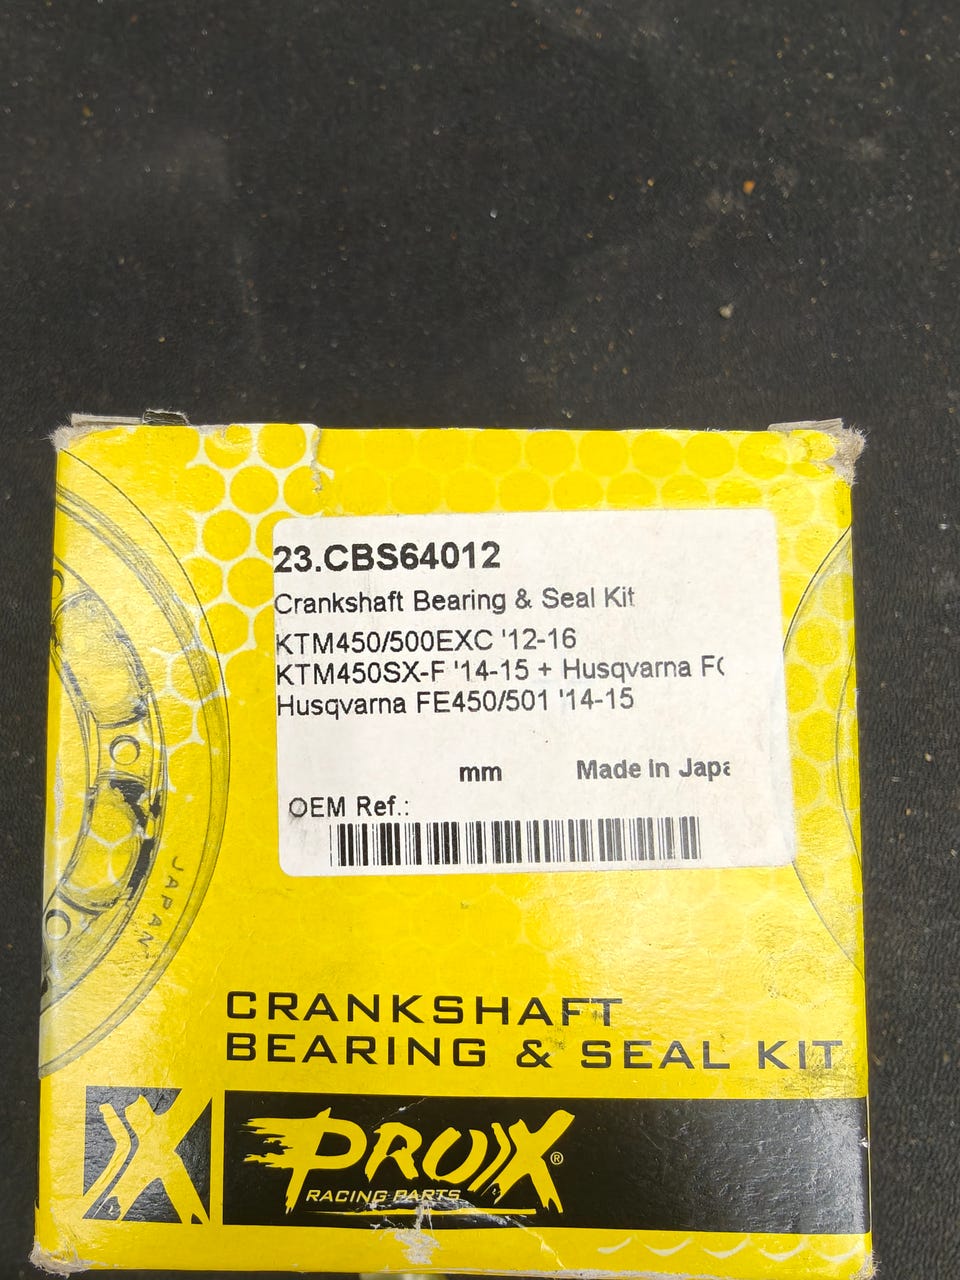 23.CBS64012
Crankshaft Bearing & Seal Kit
KTM450/500EXC '12-16
KTM450SX-F '14-15 + Husqvarna F
Husqvarna FE450/501 '14-15
mm Made in Japa
OEM Ref.:
JAPAN
CRANKSHAFT
BEARING & SEAL KIT
PROX®
RACING PARTS